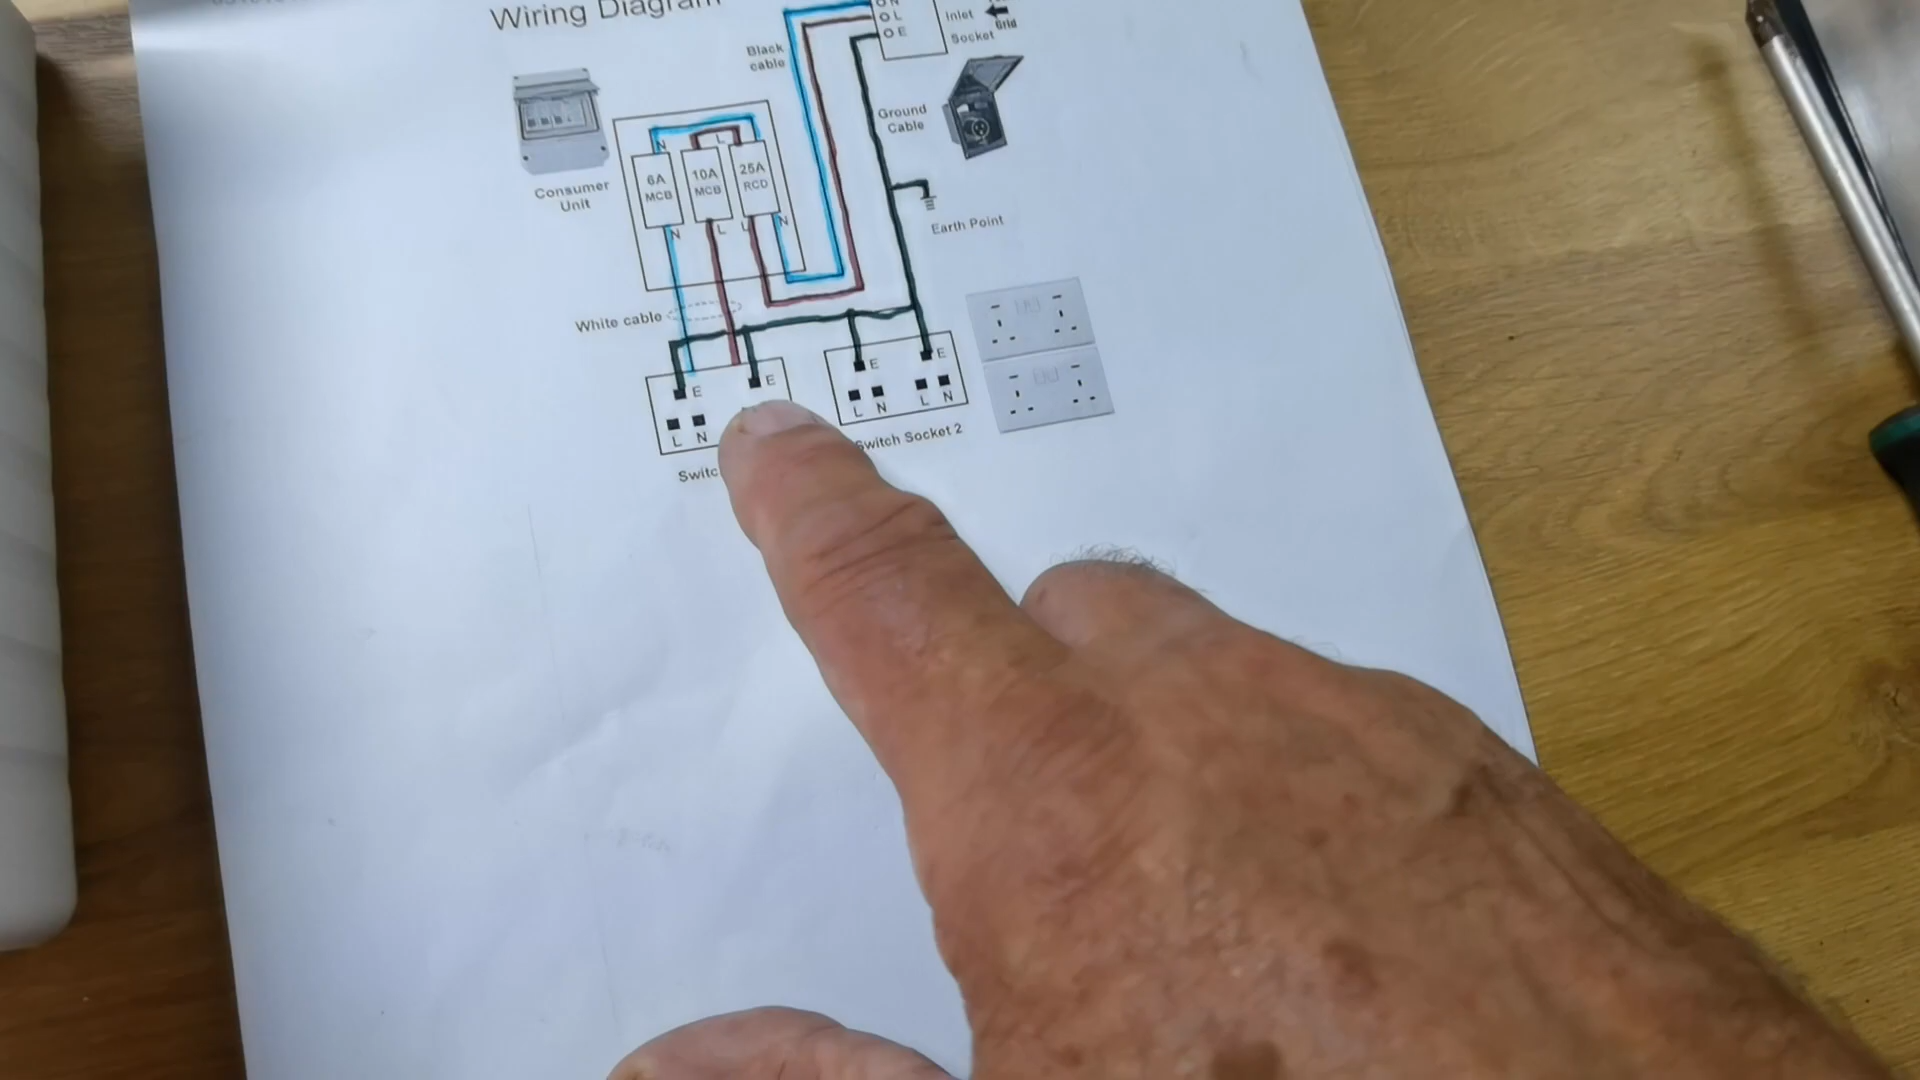 Wiring Diagram
Black
cable
N
L
E
Inlet
Socket
Grid
Ground
Cable
Consumer
Unit
N
L
6A
MCB
10A
MCB
25A
RCD
N
L
L
N
Earth Point
White cable
E
E
L
N
E
E
L
N
L
N
Switch Socket 2